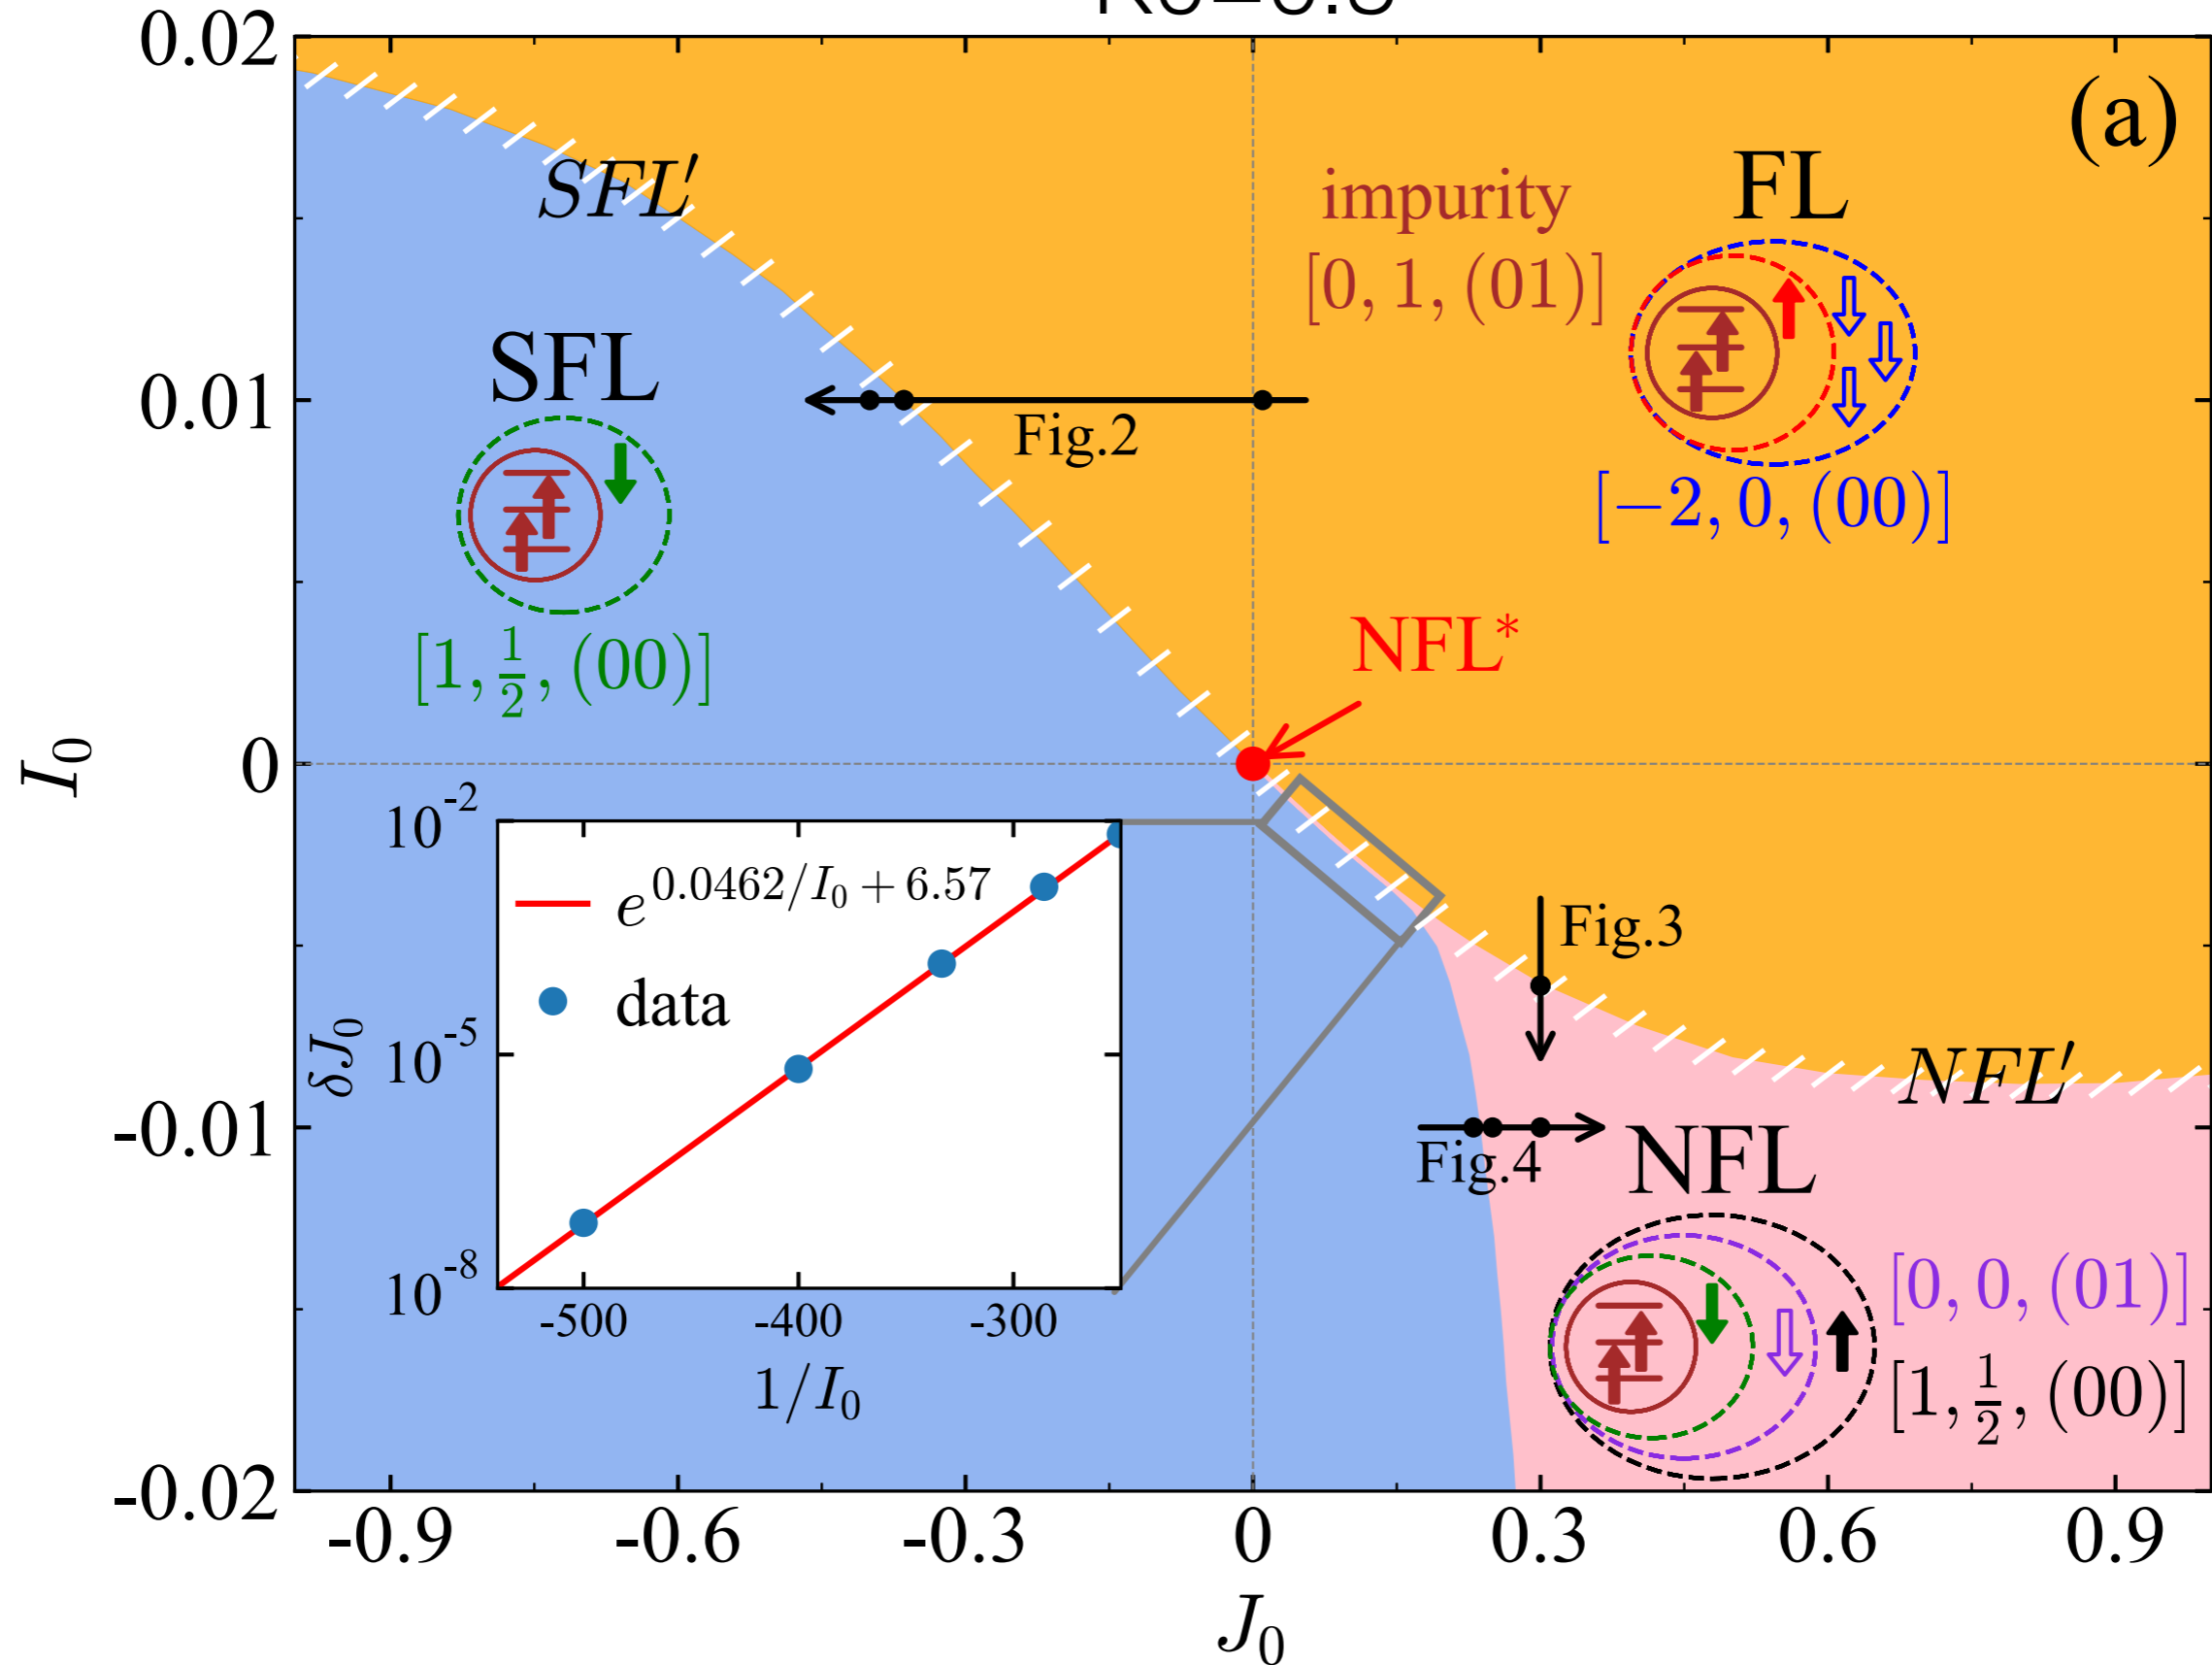 0.02
(a)
SFL′
impurity
[0, 1, (01)]
FL
SFL
0.01
Fig.2
[−2, 0, (00)]
[1, 1/2, (00)]
NFL*
I₀
0
10⁻²
e^{0.0462/I₀ + 6.57}
data
Fig.3
δJ₀
10⁻⁵
NFL′
-0.01
Fig.4
NFL
10⁻⁸
[0, 0, (01)]
-500 -400 -300
1/I₀
[1, 1/2, (00)]
-0.02
-0.9 -0.6 -0.3 0 0.3 0.6 0.9
J₀